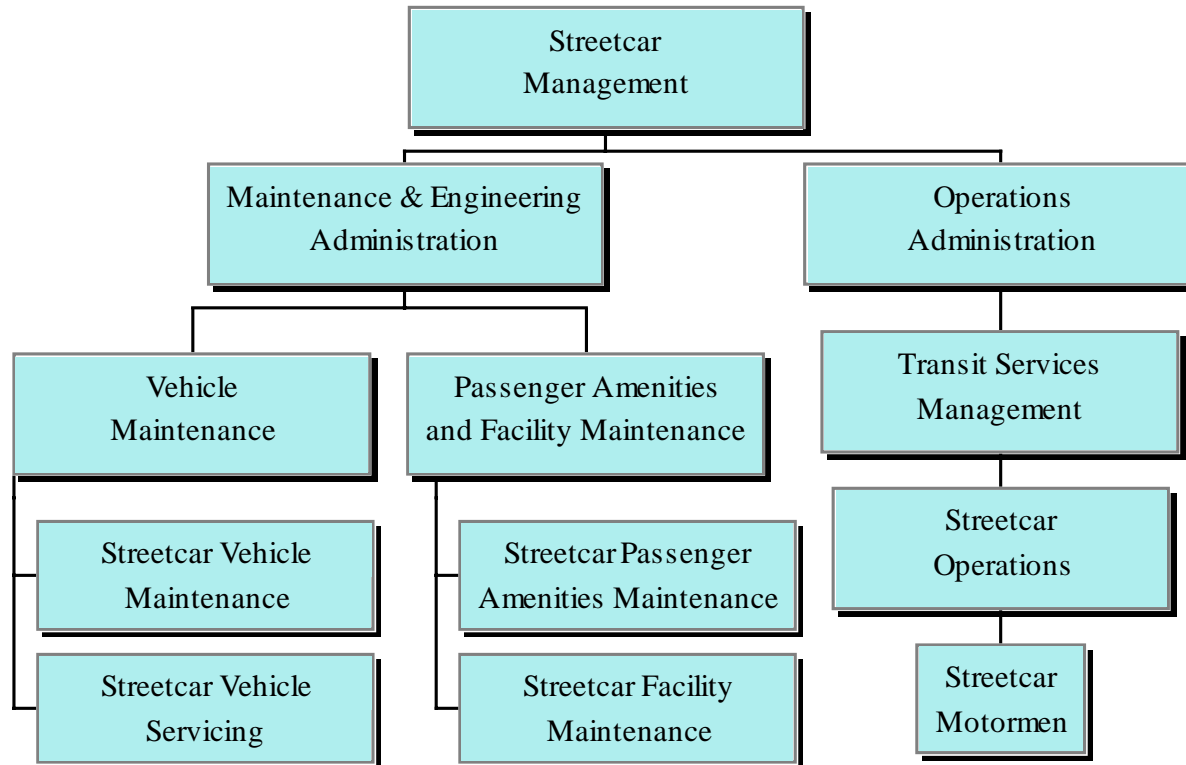 Streetcar
Management
Maintenance & Engineering
Administration
Operations
Administration
Vehicle
Maintenance
Passenger Amenities
and Facility Maintenance
Transit Services
Management
Streetcar Vehicle
Maintenance
Streetcar Passenger
Amenities Maintenance
Streetcar
Operations
Streetcar Vehicle
Servicing
Streetcar Facility
Maintenance
Streetcar
Motormen